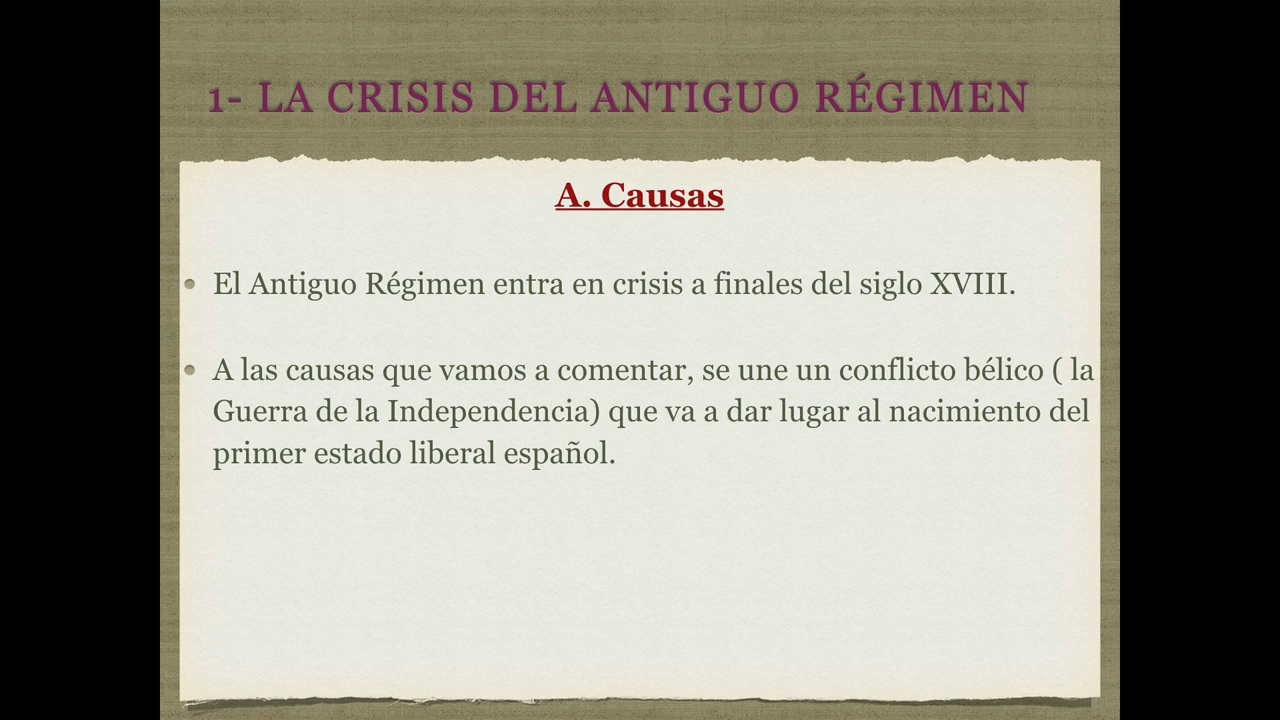 1- LA CRISIS DEL ANTIGUO RÉGIMEN
A. Causas
• El Antiguo Régimen entra en crisis a finales del siglo XVIII.
• A las causas que vamos a comentar, se une un conflicto bélico ( la
Guerra de la Independencia) que va a dar lugar al nacimiento del
primer estado liberal español.